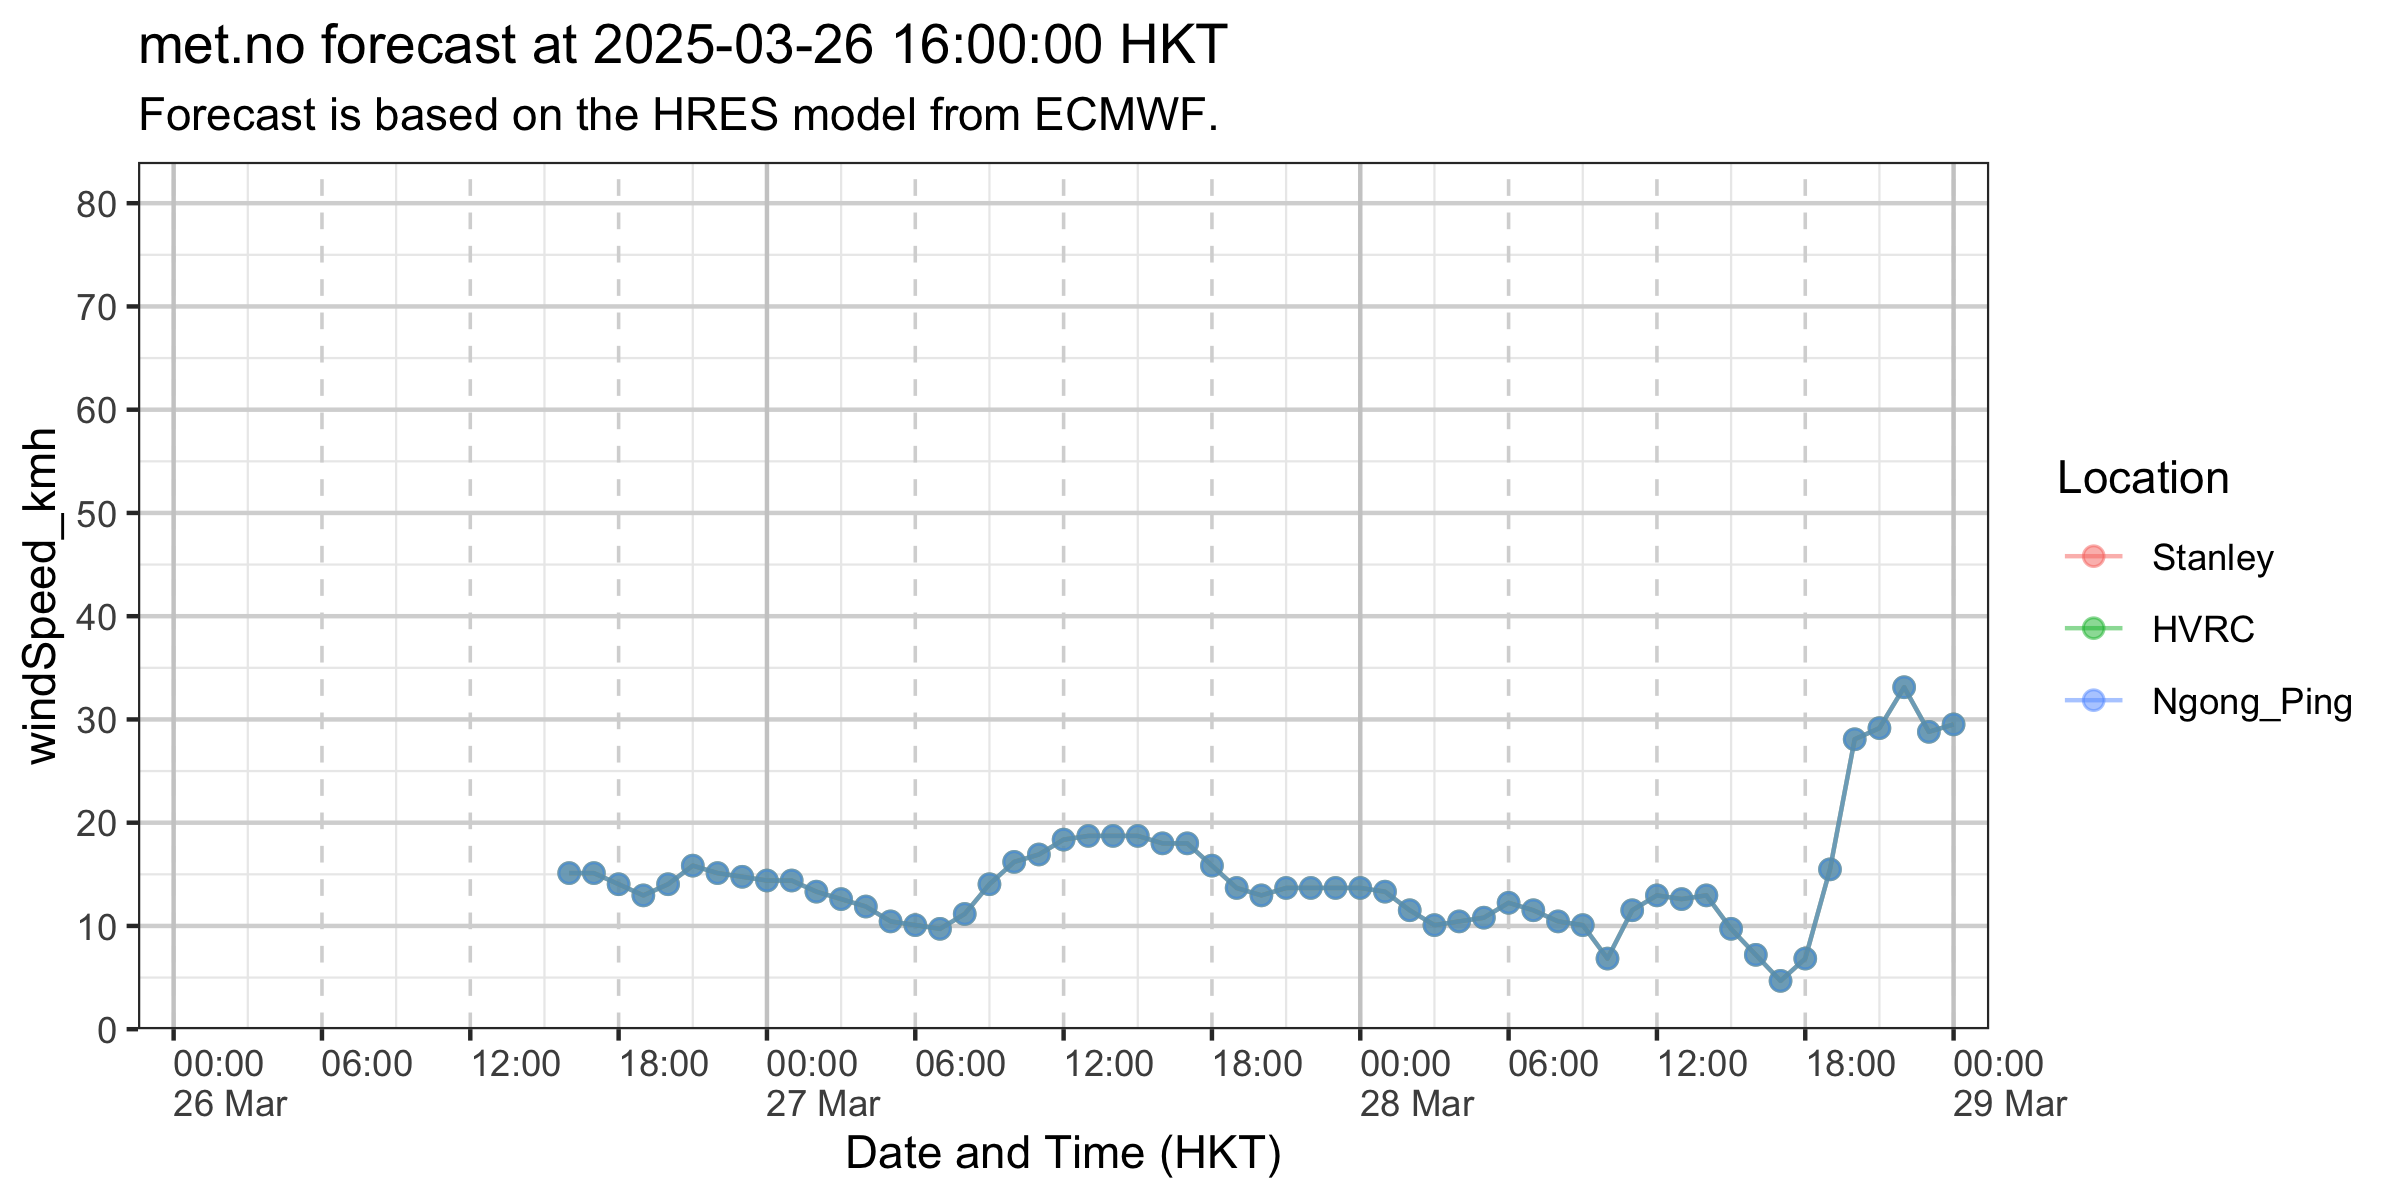 met.no forecast at 2025-03-26 16:00:00 HKT
Forecast is based on the HRES model from ECMWF.
windSpeed_kmh
80
70
60
50
40
30
20
10
0
00:00 06:00 12:00 18:00 00:00 06:00 12:00 18:00 00:00 06:00 12:00 18:00 00:00
26 Mar 27 Mar 28 Mar 29 Mar
Date and Time (HKT)
Location
Stanley
HVRC
Ngong_Ping